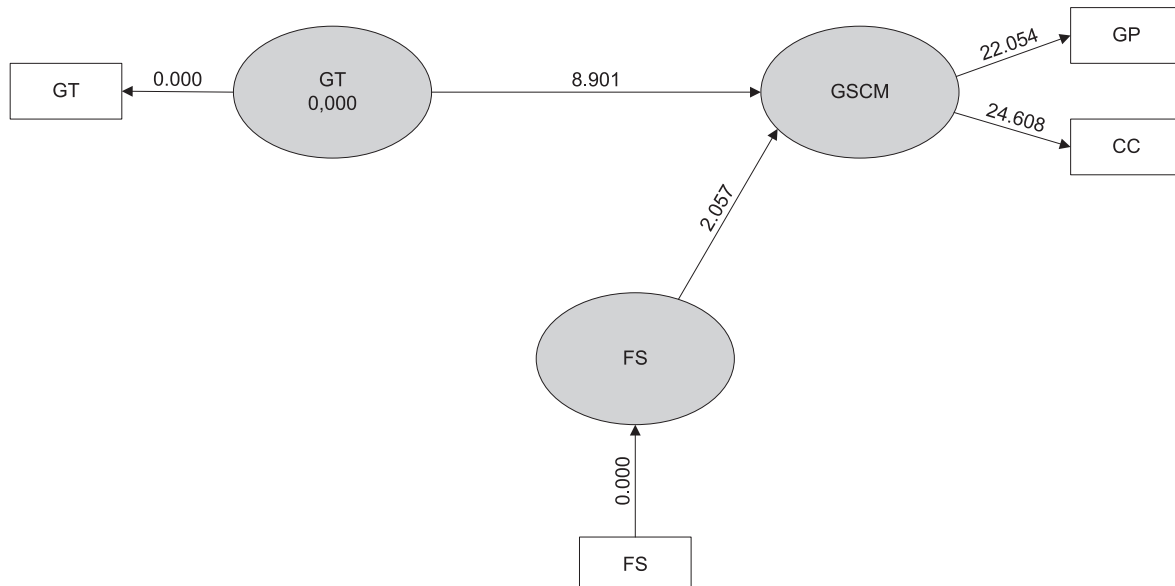 GT
0.000
GT
0,000
8.901
GSCM
22.054
GP
24.608
CC
2.057
FS
0.000
FS